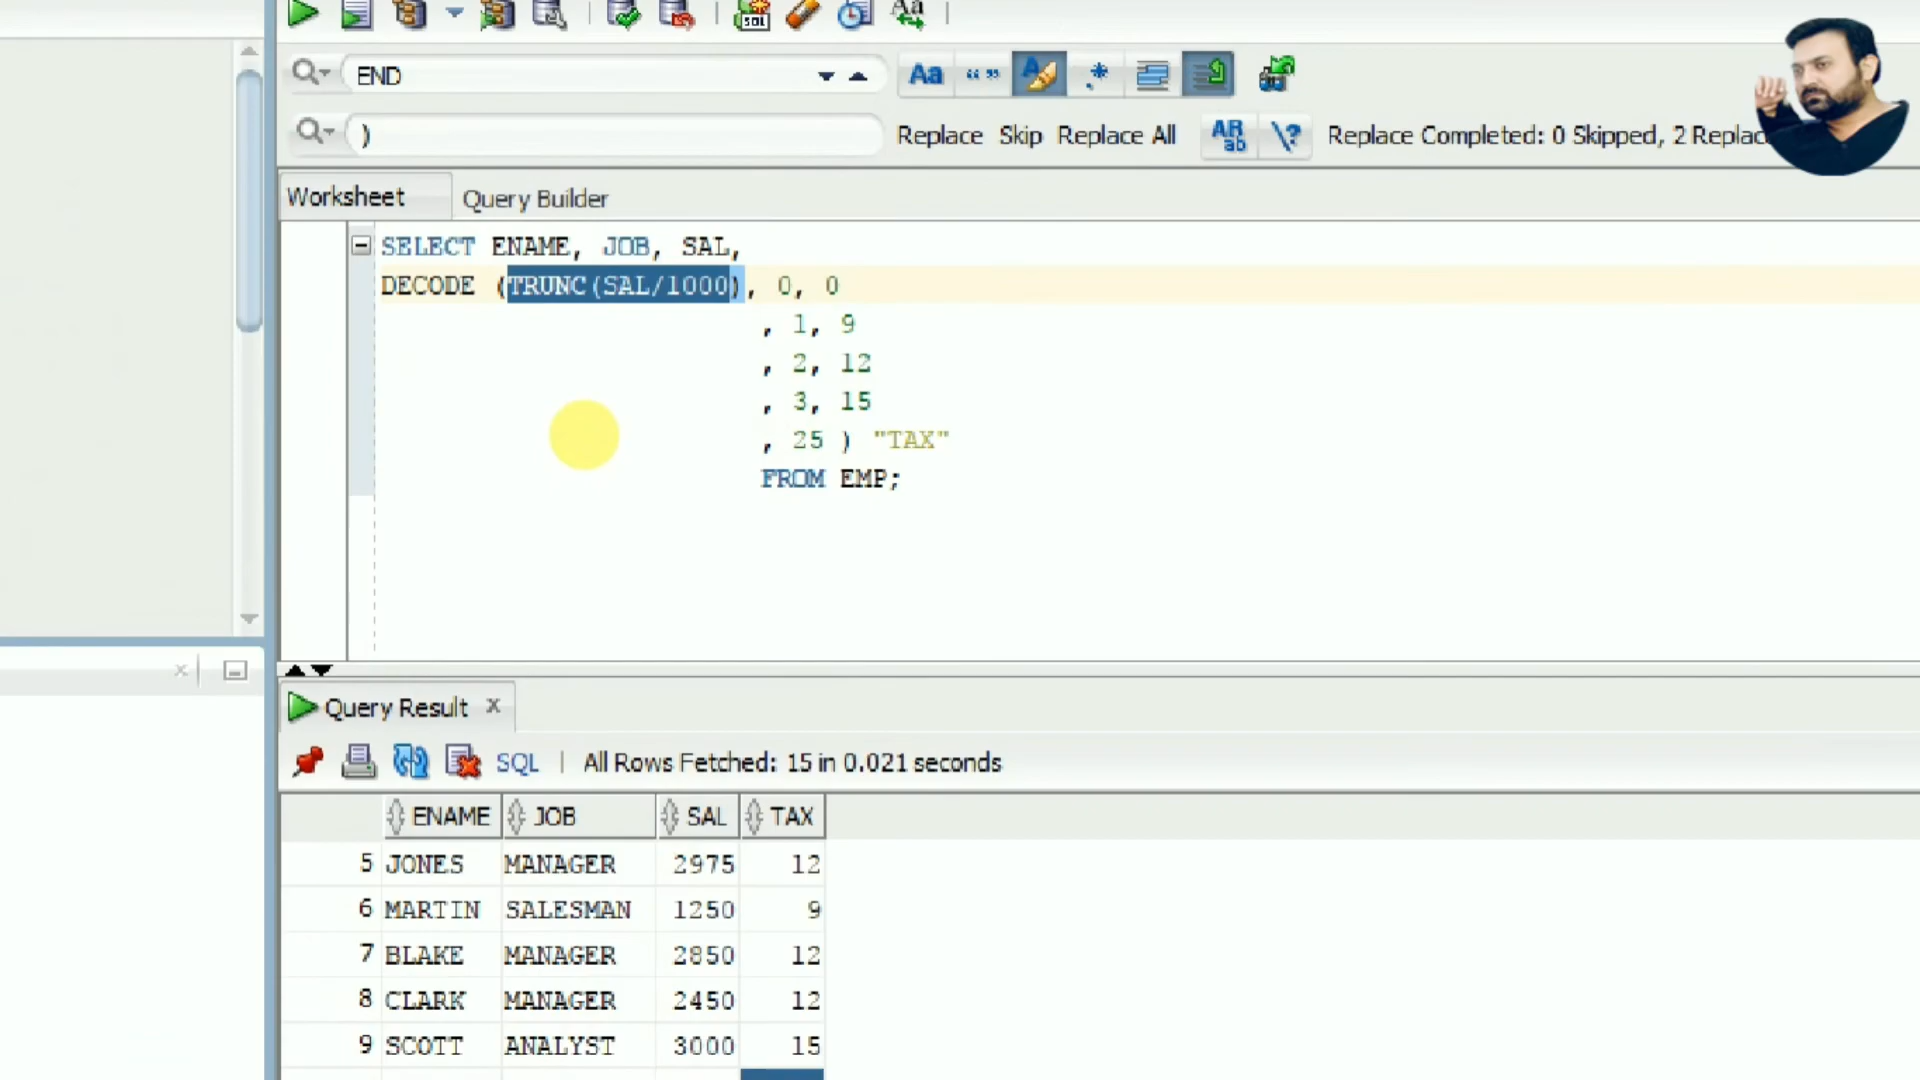 END
Aa “ ” .*
)
Replace Skip Replace All AB ab \? Replace Completed: 0 Skipped, 2 Replac
Worksheet Query Builder
SELECT ENAME, JOB, SAL,
DECODE (TRUNC(SAL/1000), 0, 0
, 1, 9
, 2, 12
, 3, 15
, 25 ) "TAX"
FROM EMP;
Query Result x
SQL | All Rows Fetched: 15 in 0.021 seconds
ENAME JOB SAL TAX
5 JONES MANAGER 2975 12
6 MARTIN SALESMAN 1250 9
7 BLAKE MANAGER 2850 12
8 CLARK MANAGER 2450 12
9 SCOTT ANALYST 3000 15